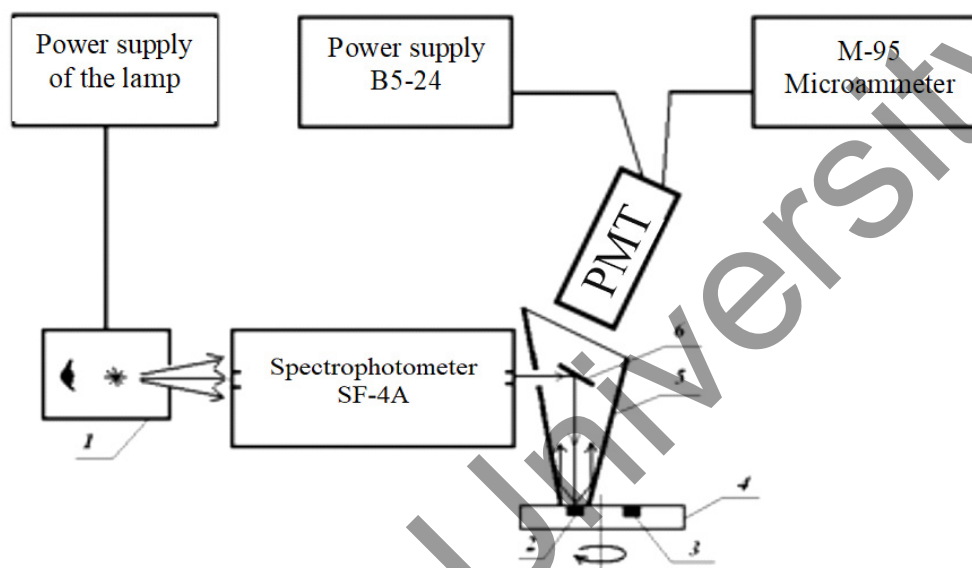 Power supply
of the lamp
Power supply
B5-24
M-95
Microammeter
PMT
Spectrophotometer
SF-4A
1
6
5
4
2
3
University